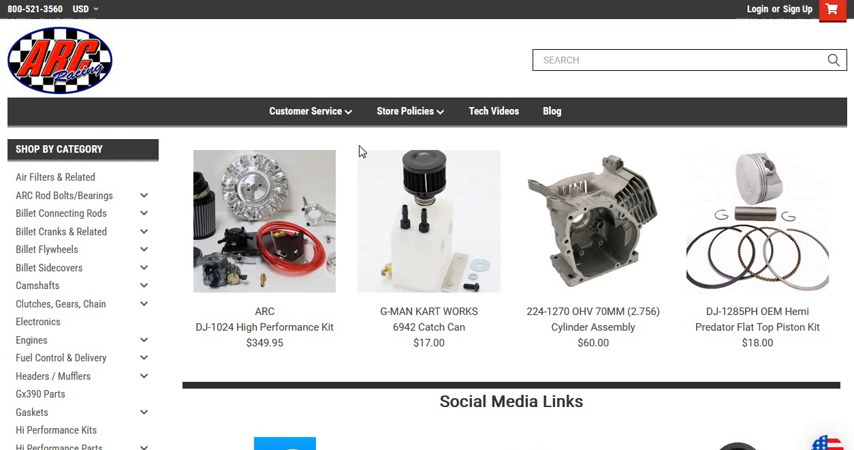 800-521-3560 USD
Login or Sign Up
ARC
Racing
SEARCH
Customer Service Store Policies Tech Videos Blog
SHOP BY CATEGORY
Air Filters & Related
ARC Rod Bolts/Bearings
Billet Connecting Rods
Billet Cranks & Related
Billet Flywheels
Billet Sidecovers
Camshafts
Clutches, Gears, Chain
Electronics
Engines
Fuel Control & Delivery
Headers / Mufflers
Gx390 Parts
Gaskets
Hi Performance Kits
Hi Performance Parts
ARC
DJ-1024 High Performance Kit
$349.95
G-MAN KART WORKS
6942 Catch Can
$17.00
224-1270 OHV 70MM (2.756)
Cylinder Assembly
$60.00
DJ-1285PH OEM Hemi
Predator Flat Top Piston Kit
$18.00
Social Media Links